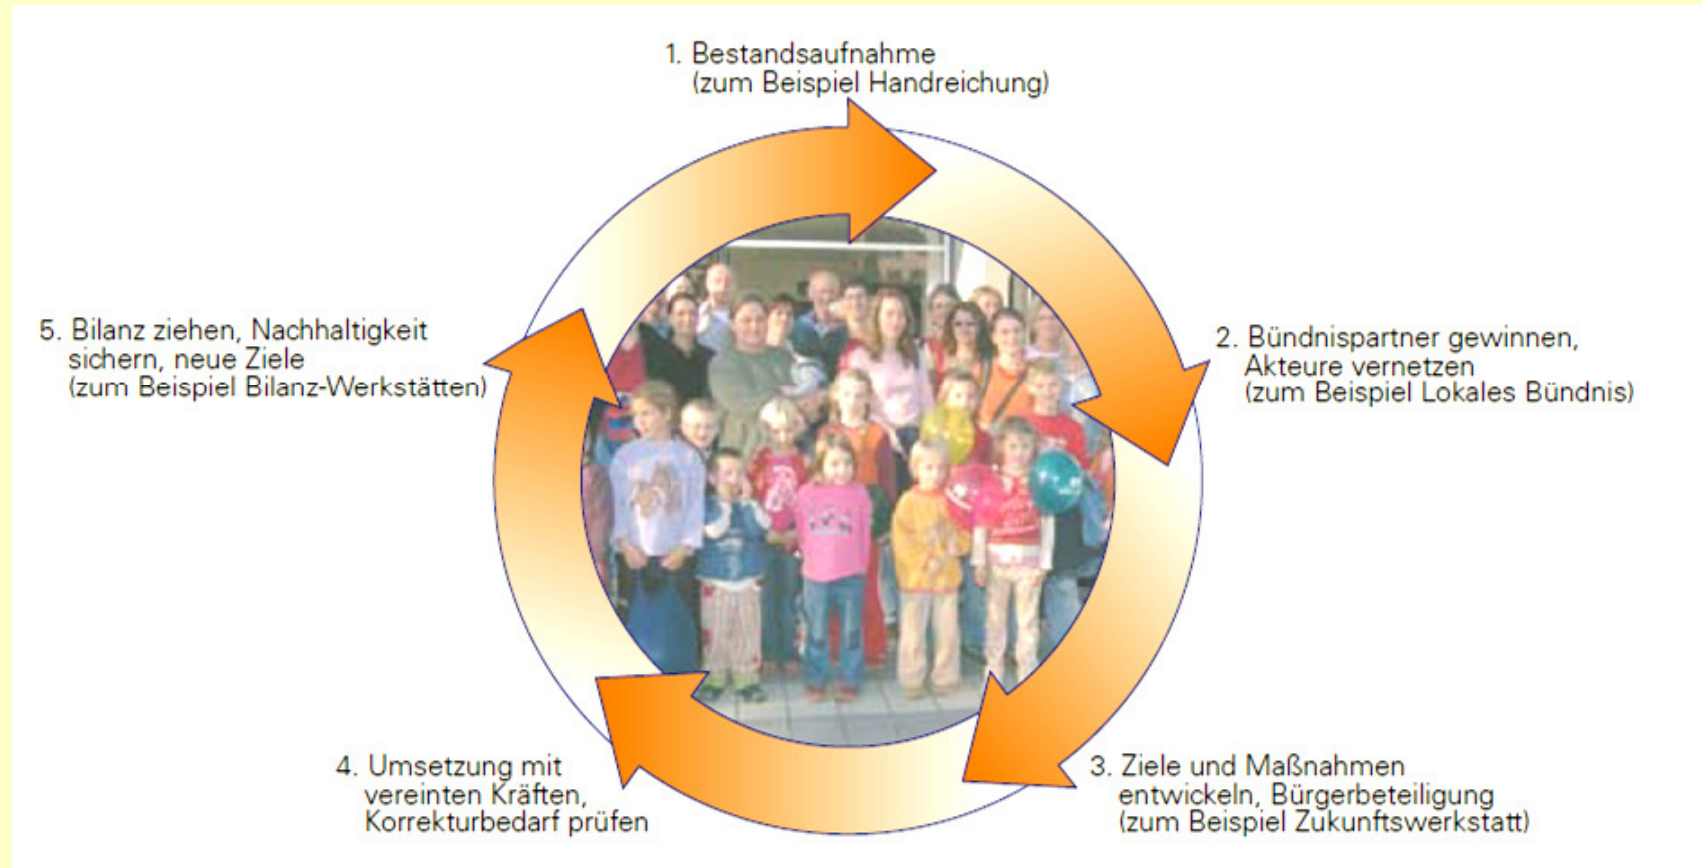 1. Bestandsaufnahme
(zum Beispiel Handreichung)
2. Bündnispartner gewinnen,
Akteure vernetzen
(zum Beispiel Lokales Bündnis)
3. Ziele und Maßnahmen
entwickeln, Bürgerbeteiligung
(zum Beispiel Zukunftswerkstatt)
4. Umsetzung mit
vereinten Kräften,
Korrekturbedarf prüfen
5. Bilanz ziehen, Nachhaltigkeit
sichern, neue Ziele
(zum Beispiel Bilanz-Werkstätten)